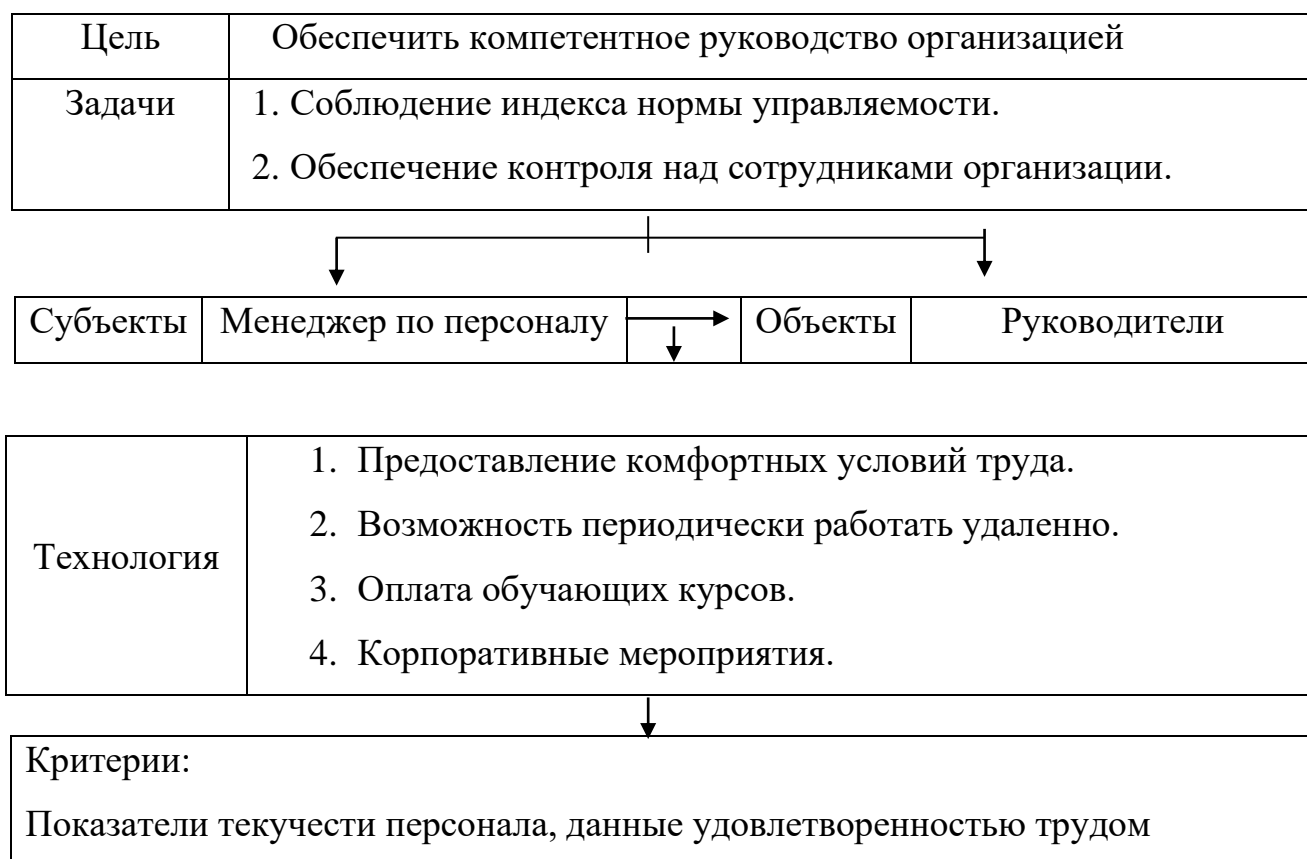 Цель Обеспечить компетентное руководство организацией
Задачи 1. Соблюдение индекса нормы управляемости.
2. Обеспечение контроля над сотрудниками организации.
Субъекты Менеджер по персоналу Объекты Руководители
1. Предоставление комфортных условий труда.
2. Возможность периодически работать удаленно.
Технология
3. Оплата обучающих курсов.
4. Корпоративные мероприятия.
Критерии:
Показатели текучести персонала, данные удовлетворенностью трудом